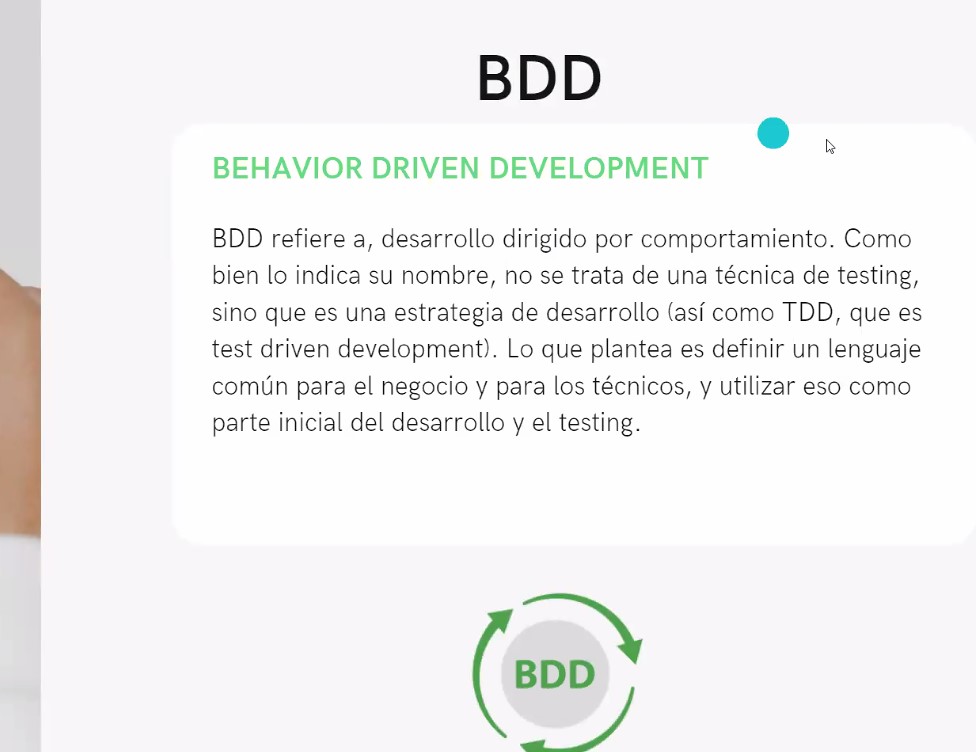 BDD
BEHAVIOR DRIVEN DEVELOPMENT
BDD refiere a, desarrollo dirigido por comportamiento. Como
bien lo indica su nombre, no se trata de una técnica de testing,
sino que es una estrategia de desarrollo (así como TDD, que es
test driven development). Lo que plantea es definir un lenguaje
común para el negocio y para los técnicos, y utilizar eso como
parte inicial del desarrollo y el testing.
BDD